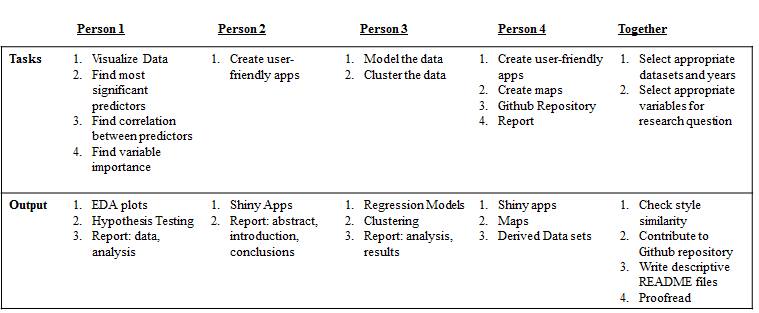 Person 1 Person 2 Person 3 Person 4 Together
Tasks
1. Visualize Data
2. Find most
significant
predictors
3. Find correlation
between predictors
4. Find variable
importance
1. Create user-
friendly apps
1. Model the data
2. Cluster the data
1. Create user-friendly
apps
2. Create maps
3. Github Repository
4. Report
1. Select appropriate
datasets and years
2. Select appropriate
variables for
research question
Output
1. EDA plots
2. Hypothesis Testing
3. Report: data,
analysis
1. Shiny Apps
2. Report: abstract,
introduction,
conclusions
1. Regression Models
2. Clustering
3. Report: analysis,
results
1. Shiny apps
2. Maps
3. Derived Data sets
1. Check style
similarity
2. Contribute to
Github repository
3. Write descriptive
README files
4. Proofread